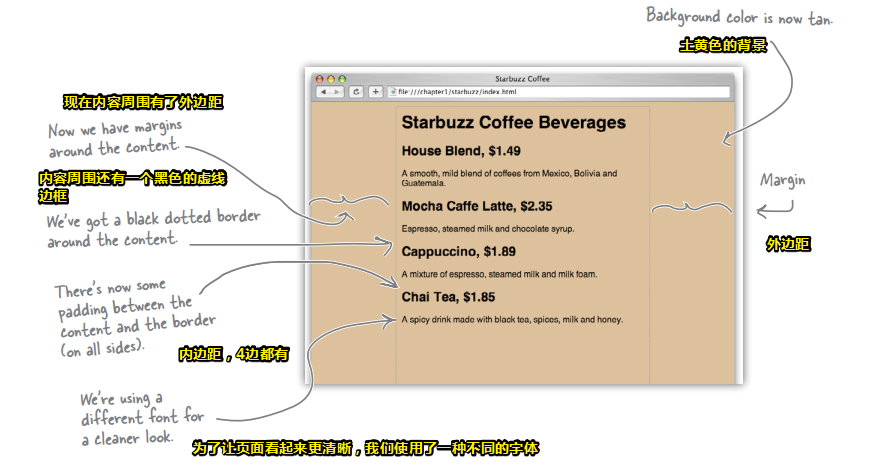 Background color is now tan.
土黄色的背景
Starbuzz Coffee
file:///chapter1/starbuzz/index.html
现在内容周围有了外边距
Now we have margins
around the content.
内容周围还有一个黑色的虚线
边框
We've got a black dotted border
around the content.
There's now some
padding between the
content and the border
(on all sides).
内边距，4边都有
We're using a
different font for
a cleaner look.
为了让页面看起来更清晰，我们使用了一种不同的字体
Starbuzz Coffee Beverages
House Blend, $1.49
A smooth, mild blend of coffees from Mexico, Bolivia and
Guatemala.
Mocha Caffe Latte, $2.35
Espresso, steamed milk and chocolate syrup.
Cappuccino, $1.89
A mixture of espresso, steamed milk and milk foam.
Chai Tea, $1.85
A spicy drink made with black tea, spices, milk and honey.
Margin
外边距